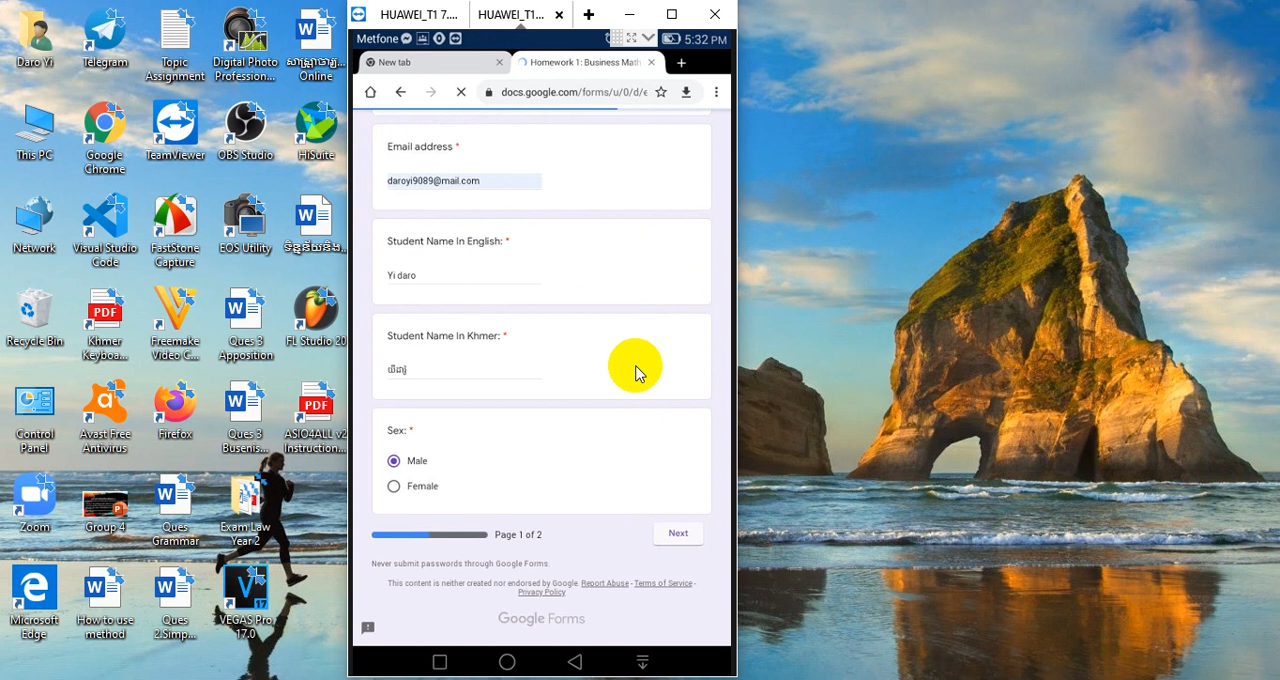 HUAWEI_T1 7....
HUAWEI_T1...
Metfone
5:32 PM
New tab
Homework 1: Business Math
docs.google.com/forms/u/0/d/e
Email address *
daroyi9089@mail.com
Student Name In English: *
Yi daro
Student Name In Khmer: *
យីដារ៉ូ
Sex: *
Male
Female
Page 1 of 2
Next
Never submit passwords through Google Forms.
This content is neither created nor endorsed by Google. Report Abuse - Terms of Service -
Privacy Policy
Google Forms
Daro Yi
Telegram
Topic
Assignment
Digital Photo
Profession...
Online
This PC
Google
Chrome
TeamViewer
OBS Studio
HiSuite
Network
Visual Studio
Code
FastStone
Capture
EOS Utility
Recycle Bin
PDF
Khmer
Keyboa...
Freemake
Video C...
Ques 3
Apposition
FL Studio 20
Control
Panel
Avast Free
Antivirus
Firefox
Ques 3
Busenis...
PDF
ASIO4ALL v2
Instruction...
Zoom
Group 4
Ques
Grammar
Exam Law
Year 2
Microsoft
Edge
How to use
method
Ques
2.Simp...
17
VEGAS Pro
17.0